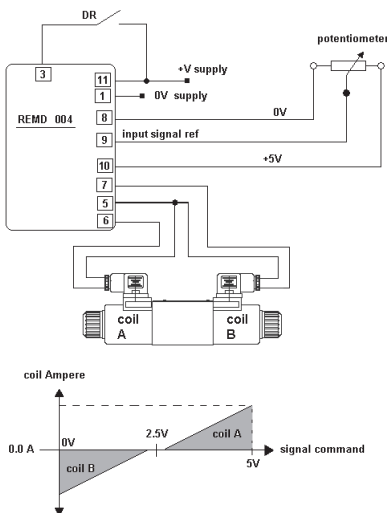 DR
potentiometer
3
+V supply
11
0V supply
1
REMD 004
8
0V
9
input signal ref
10
+5V
7
5
6
coil
A
coil
B
coil Ampere
0V
2.5V
coil A
0.0 A
signal command
coil B
5V